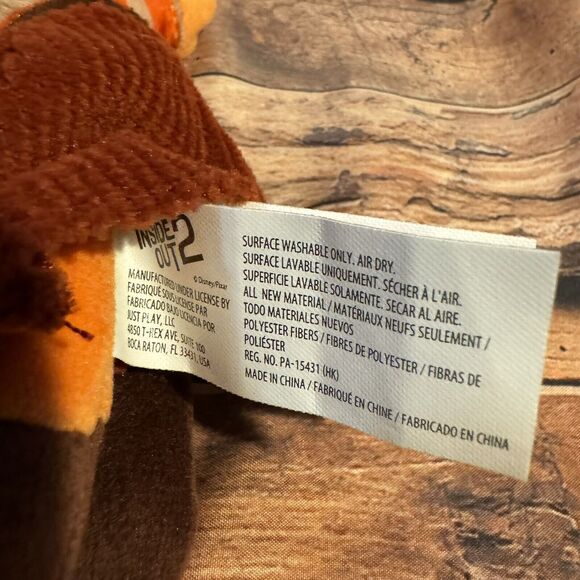 INSIDE
OUT 2
© Disney/Pixar
MANUFACTURED UNDER LICENSE BY
FABRIQUÉ SOUS LICENSE PAR
FABRICADO BAJO LICENCIA POR
JUST PLAY, LLC
4850 T-REX AVE, SUITE 100
BOCA RATON, FL 33431, USA
SURFACE WASHABLE ONLY. AIR DRY.
SURFACE LAVABLE UNIQUEMENT. SÉCHER À L'AIR.
SUPERFICIE LAVABLE SOLAMENTE. SECAR AL AIRE.
ALL NEW MATERIAL / MATÉRIAUX NEUFS SEULEMENT /
TODO MATERIALES NUEVOS
POLYESTER FIBERS / FIBRES DE POLYESTER / FIBRAS DE
POLIÉSTER
REG. NO. PA-15431 (HK)
MADE IN CHINA / FABRIQUÉ EN CHINE / FABRICADO EN CHINA